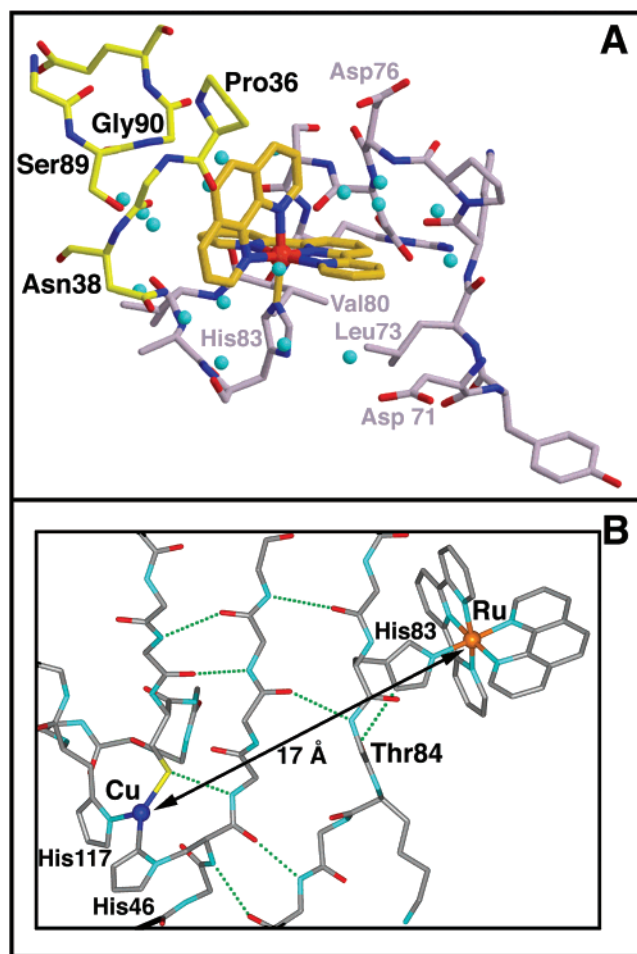 A
Pro36
Asp76
Gly90
Ser89
Asn38
Val80
His83
Leu73
Asp 71
B
Ru
His83
17 Å
Thr84
Cu
His117
His46